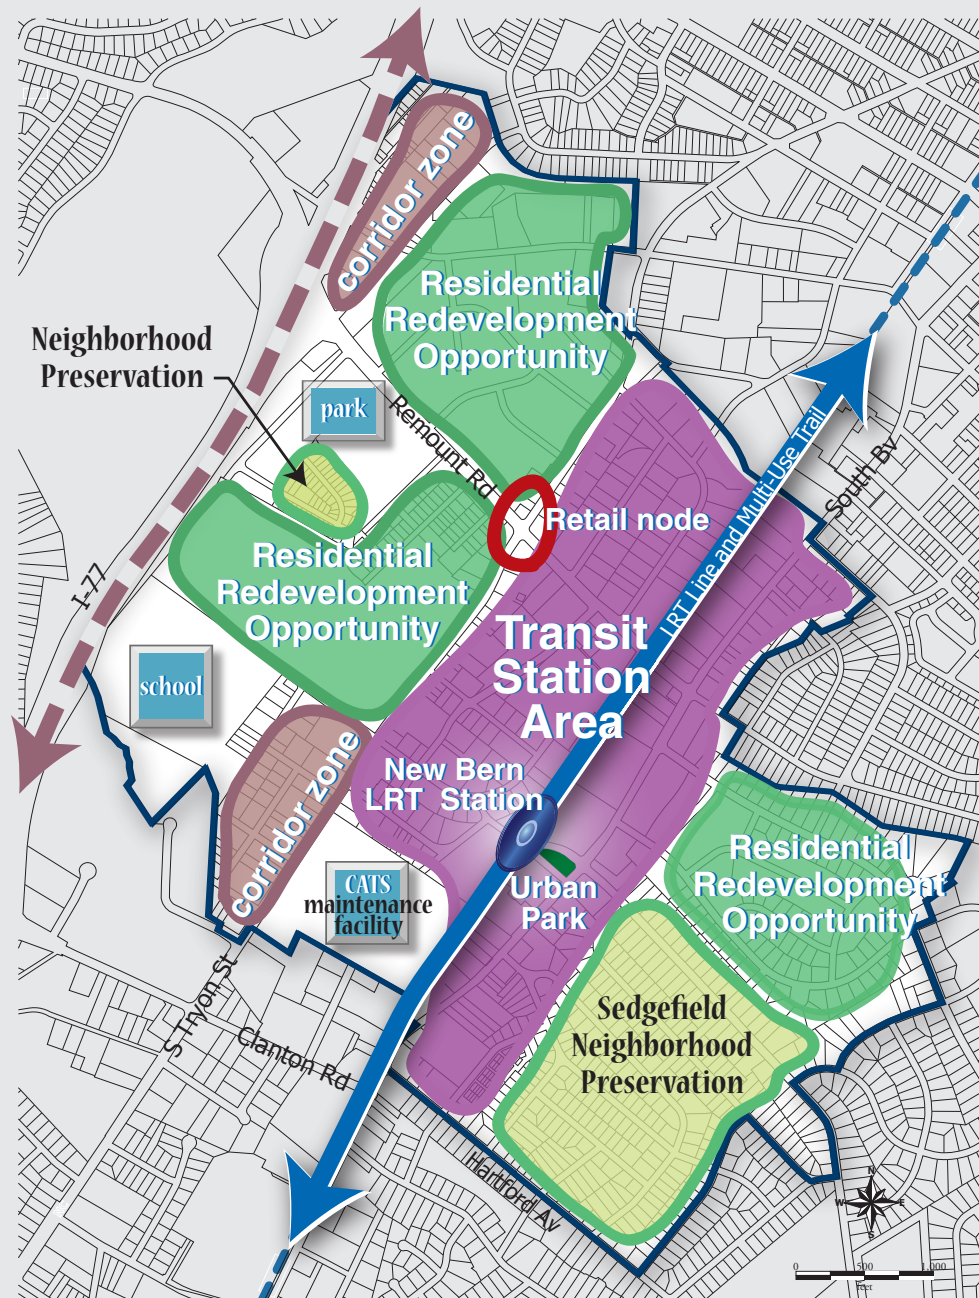 corridor zone
Residential
Redevelopment
Opportunity
Neighborhood
Preservation
park
Remount Rd
LRT Line and Multi-Use Trail
South Bv
Retail node
Residential
Redevelopment
Opportunity
I-77
Transit
Station
Area
school
corridor zone
New Bern
LRT Station
Residential
Redevelopment
Opportunity
CATS
maintenance
facility
Urban
Park
S Tryon St
Clanton Rd
Sedgefield
Neighborhood
Preservation
Hartford Av
N
W E
S
0 500 1,000
feet